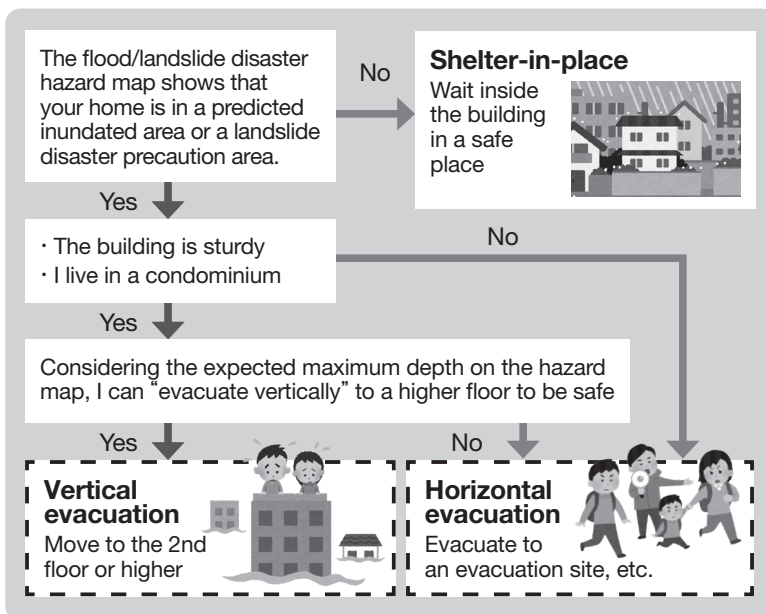 The flood/landslide disaster
hazard map shows that
your home is in a predicted
inundated area or a landslide
disaster precaution area.
No
Shelter-in-place
Wait inside
the building
in a safe
place
Yes
・The building is sturdy
・I live in a condominium
No
Yes
Considering the expected maximum depth on the hazard
map, I can “evacuate vertically” to a higher floor to be safe
Yes
No
Vertical
evacuation
Move to the 2nd
floor or higher
Horizontal
evacuation
Evacuate to
an evacuation site, etc.